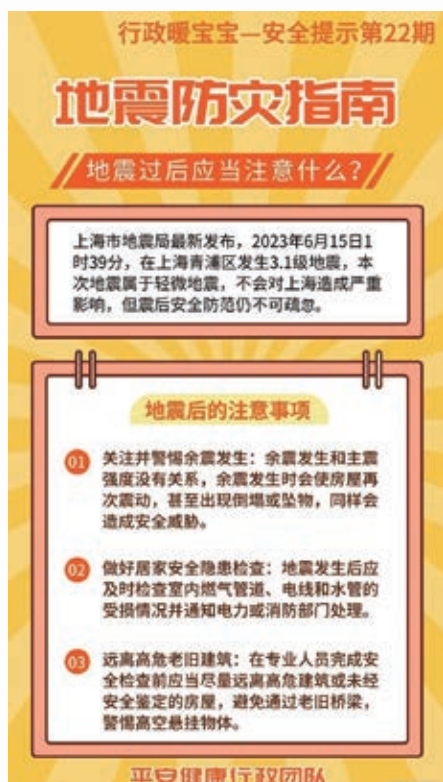 行政暖宝宝—安全提示第22期
地震防灾指南
地震过后应当注意什么？
上海市地震局最新发布，2023年6月15日1
时39分，在上海青浦区发生3.1级地震，本
次地震属于轻微地震，不会对上海造成严重
影响，但震后安全防范仍不可疏忽。
地震后的注意事项
01 关注并警惕余震发生：余震发生和主震
强度没有关系，余震发生时会使房屋再
次震动，甚至出现倒塌或坠物，同样会
造成安全威胁。
02 做好居家安全隐患检查：地震发生后应
及时检查室内燃气管道、电线和水管的
受损情况并通知电力或消防部门处理。
03 远离高危老旧建筑：在专业人员完成安
全检查前应当尽量远离高危建筑或未经
安全鉴定的房屋，避免通过老旧桥梁，
警惕高空悬挂物体。
平安健康行政团队